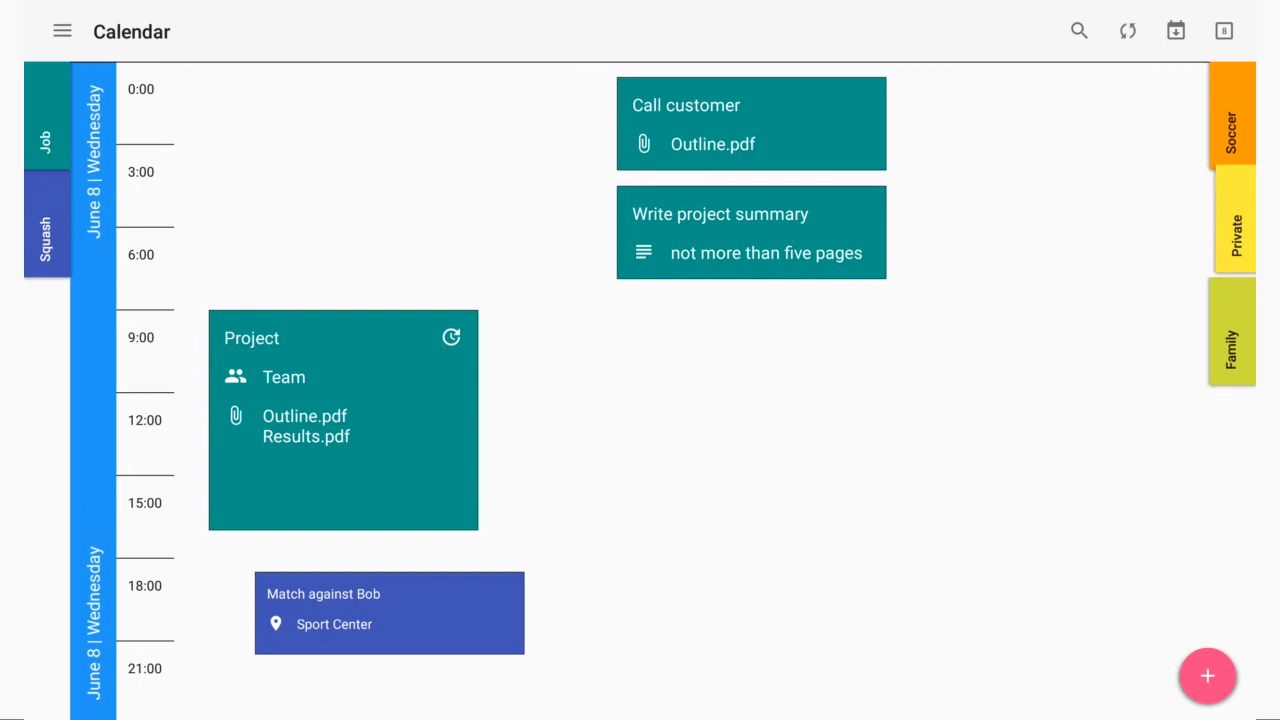 Calendar
8
Job
Squash
June 8 | Wednesday
June 8 | Wednesday
0:00
3:00
6:00
9:00
12:00
15:00
18:00
21:00
Call customer
Outline.pdf
Write project summary
not more than five pages
Project
Team
Outline.pdf
Results.pdf
Match against Bob
Sport Center
Soccer
Private
Family
+